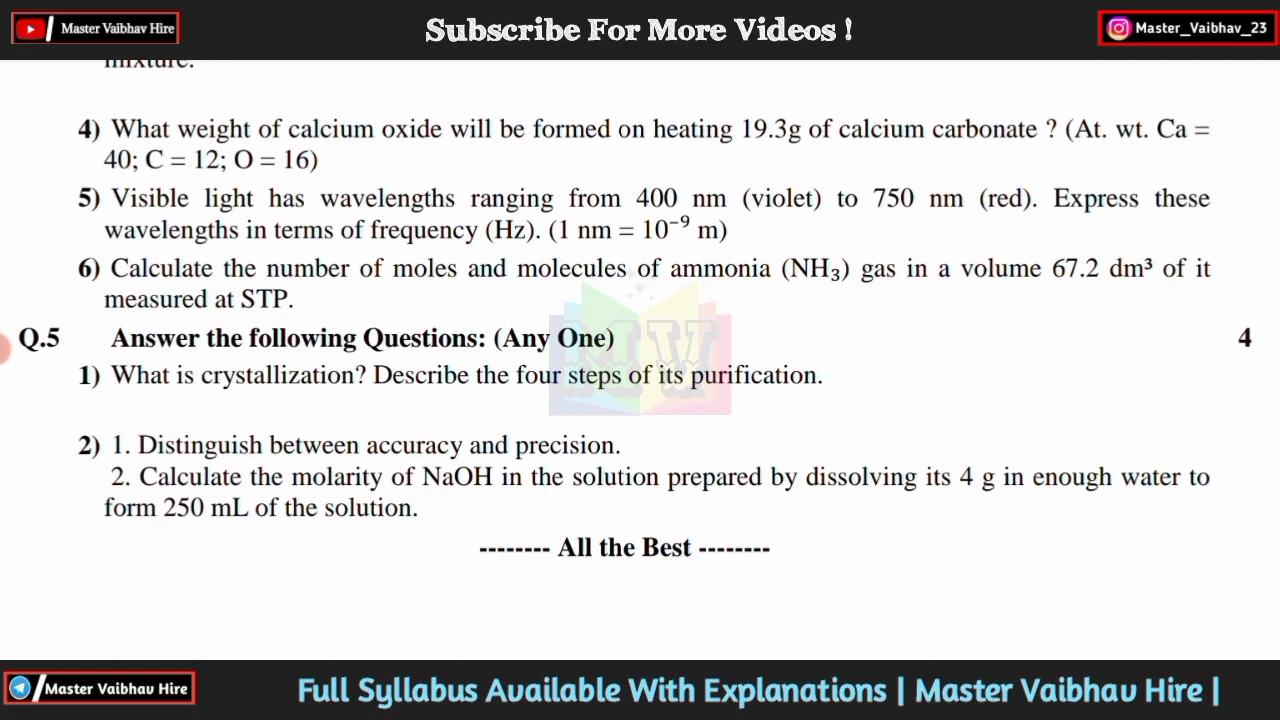 Master Vaibhav Hire
Subscribe For More Videos !
Master_Vaibhav_23
mixture.
4) What weight of calcium oxide will be formed on heating 19.3g of calcium carbonate ? (At. wt. Ca =
40; C = 12; O = 16)
5) Visible light has wavelengths ranging from 400 nm (violet) to 750 nm (red). Express these
wavelengths in terms of frequency (Hz). (1 nm = 10⁻⁹ m)
6) Calculate the number of moles and molecules of ammonia (NH₃) gas in a volume 67.2 dm³ of it
measured at STP.
Q.5 Answer the following Questions: (Any One) 4
1) What is crystallization? Describe the four steps of its purification.
2) 1. Distinguish between accuracy and precision.
2. Calculate the molarity of NaOH in the solution prepared by dissolving its 4 g in enough water to
form 250 mL of the solution.
-------- All the Best --------
MW
Master Vaibhav Hire
Full Syllabus Available With Explanations | Master Vaibhav Hire |